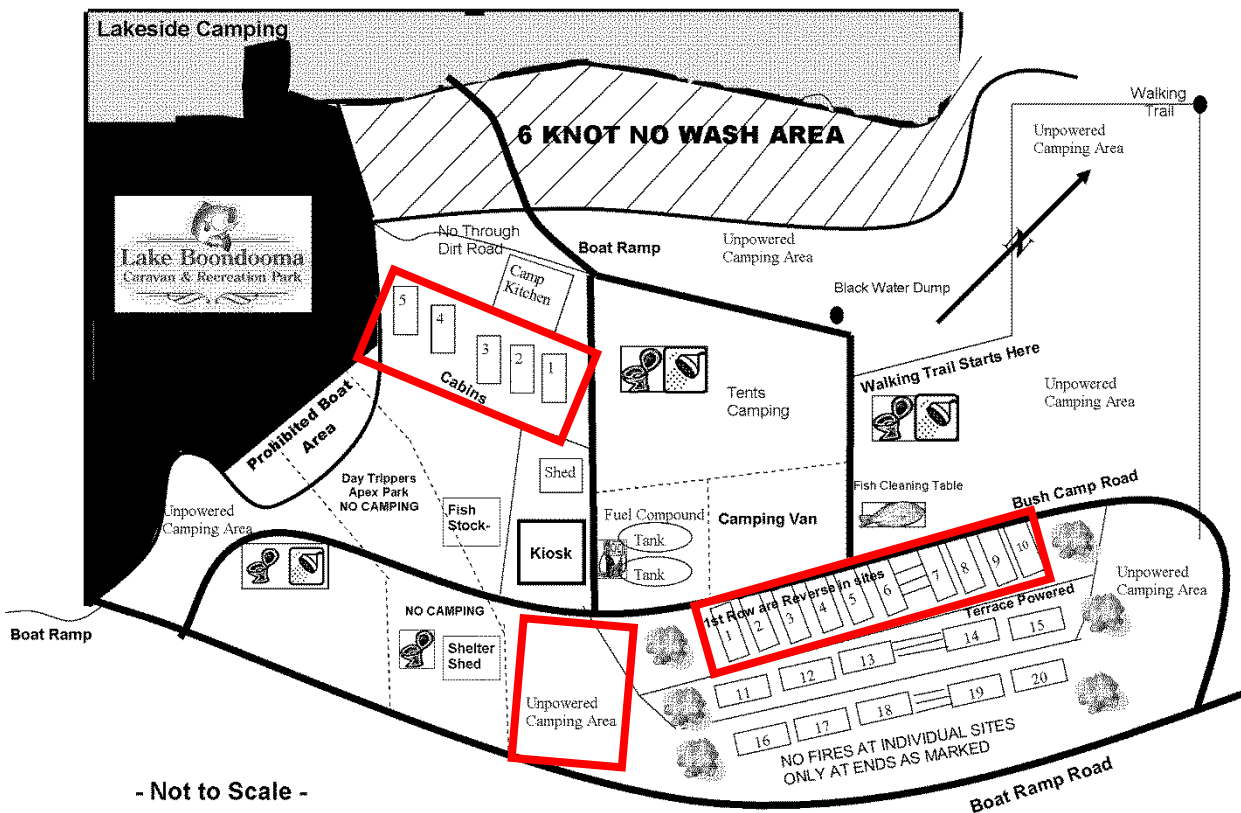 Lakeside Camping
6 KNOT NO WASH AREA
Walking
Trail
Unpowered
Camping Area
Lake Boondooma
Caravan & Recreation Park
No Through
Dirt Road
Boat Ramp
Unpowered
Camping Area
N
Camp
Kitchen
Black Water Dump
5
4
3
2
1
Cabins
Walking Trail Starts Here
Tents
Camping
Unpowered
Camping Area
Prohibited Boat
Area
Day Trippers
Apex Park
NO CAMPING
Shed
Fish Cleaning Table
Bush Camp Road
Unpowered
Camping Area
Fish
Stock-
Fuel Compound
Tank
Tank
Camping Van
Kiosk
1st Row are Reverse in sites
1
2
3
4
5
6
7
8
9
10
Terrace Powered
Unpowered
Camping Area
Boat Ramp
NO CAMPING
Shelter
Shed
Unpowered
Camping Area
11
12
13
14
15
16
17
18
19
20
NO FIRES AT INDIVIDUAL SITES
ONLY AT ENDS AS MARKED
Boat Ramp Road
- Not to Scale -